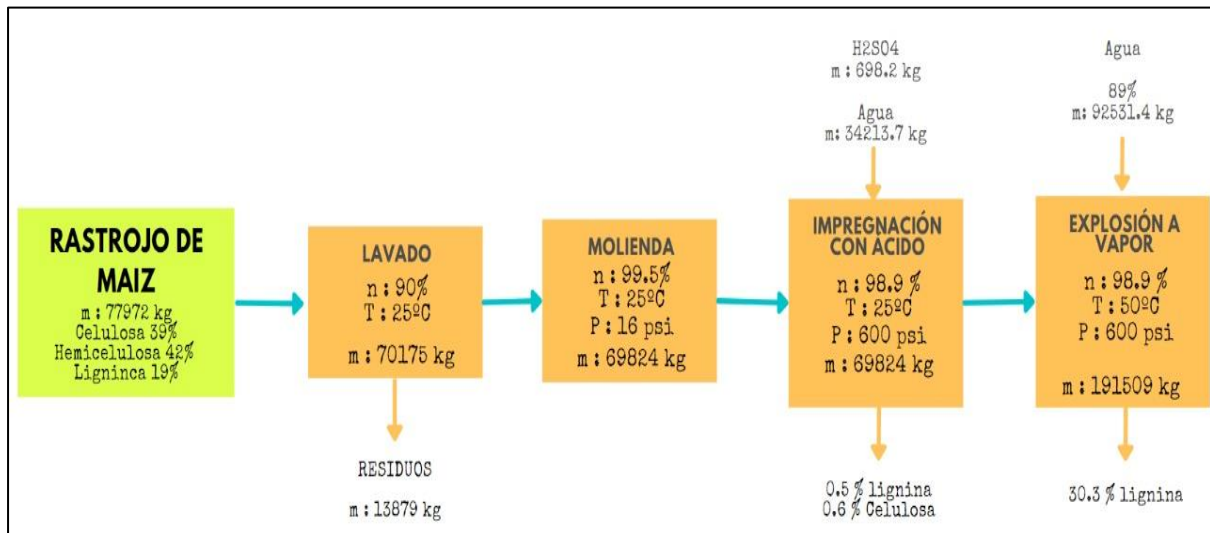 RASTROJO DE
MAIZ
m : 77972 kg
Celulosa 39%
Hemicelulosa 42%
Ligninca 19%
LAVADO
n : 90%
T : 25ºC
m : 70175 kg
RESIDUOS
m : 13879 kg
MOLIENDA
n : 99.5%
T : 25ºC
P : 16 psi
m : 69824 kg
H2SO4
m : 698.2 kg
Agua
m: 34213.7 kg
IMPREGNACIÓN
CON ÁCIDO
n : 98.9 %
T : 25ºC
P : 600 psi
m : 69824 kg
0.5 % lignina
0.6 % Celulosa
Agua
89%
m: 92531.4 kg
EXPLOSIÓN A
VAPOR
n : 98.9 %
T : 50ºC
P : 600 psi
m : 191509 kg
30.3 % lignina